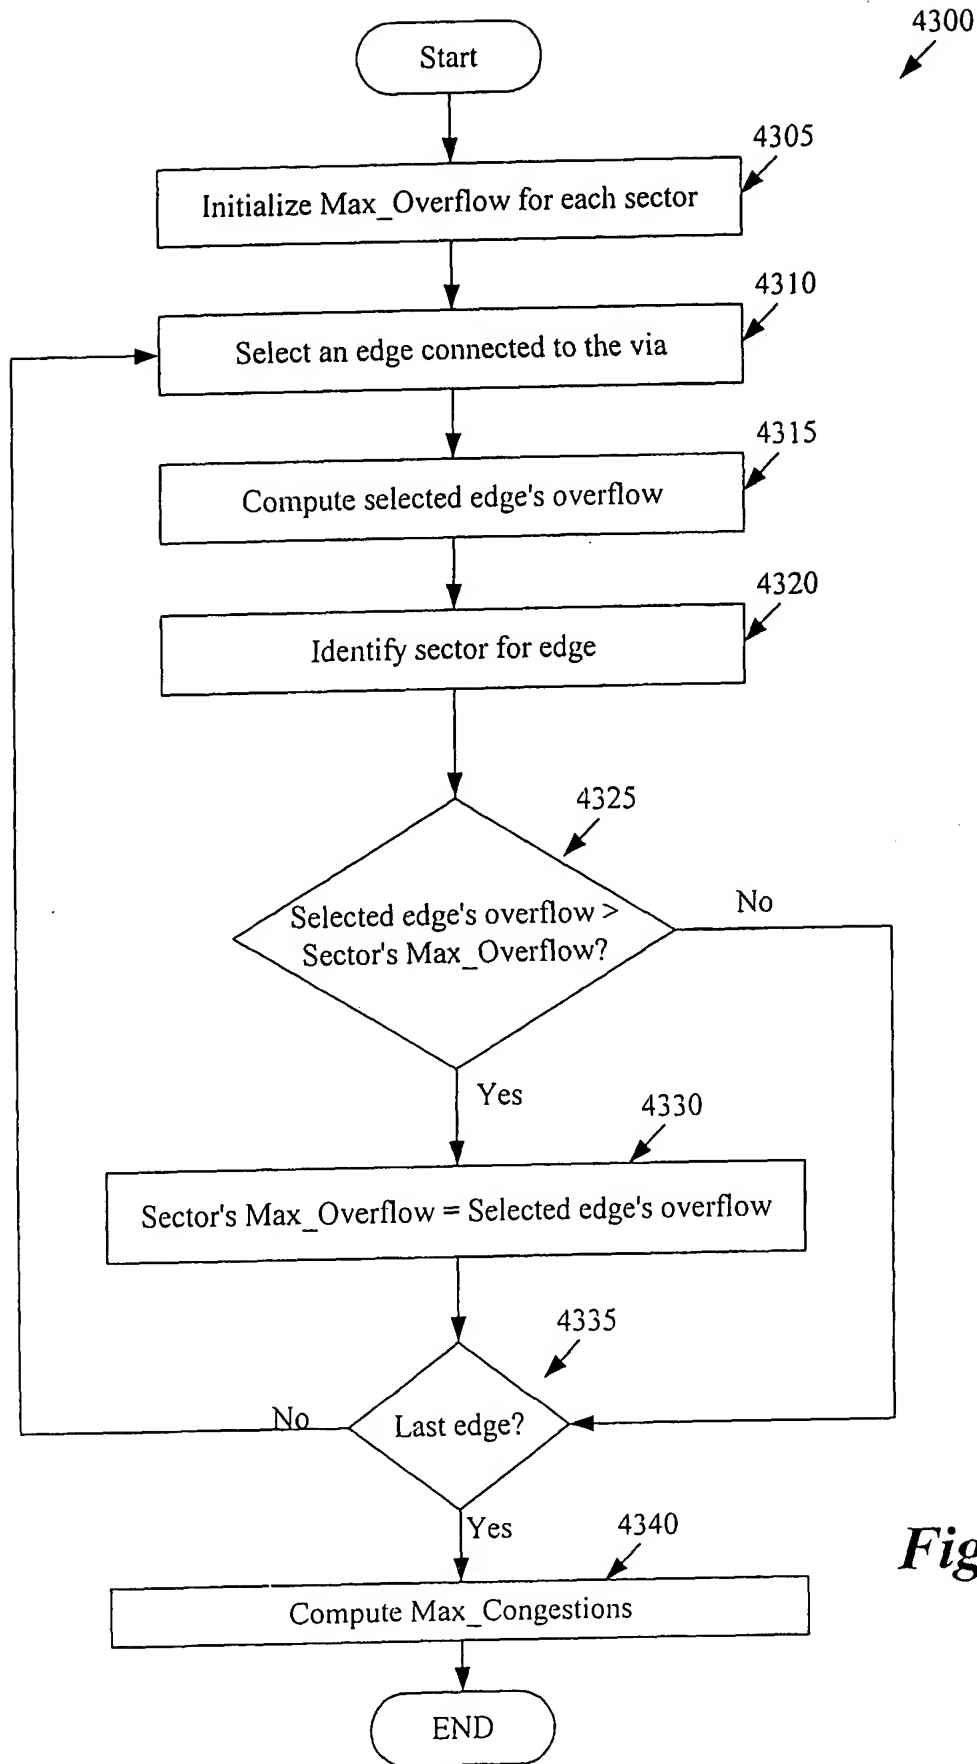 4300
Start
4305
Initialize Max_Overflow for each sector
4310
Select an edge connected to the via
4315
Compute selected edge's overflow
4320
Identify sector for edge
4325
Selected edge's overflow >
Sector's Max_Overflow?
No
Yes
4330
Sector's Max_Overflow = Selected edge's overflow
4335
Last edge?
No
Yes
4340
Compute Max_Congestions
END
Fig